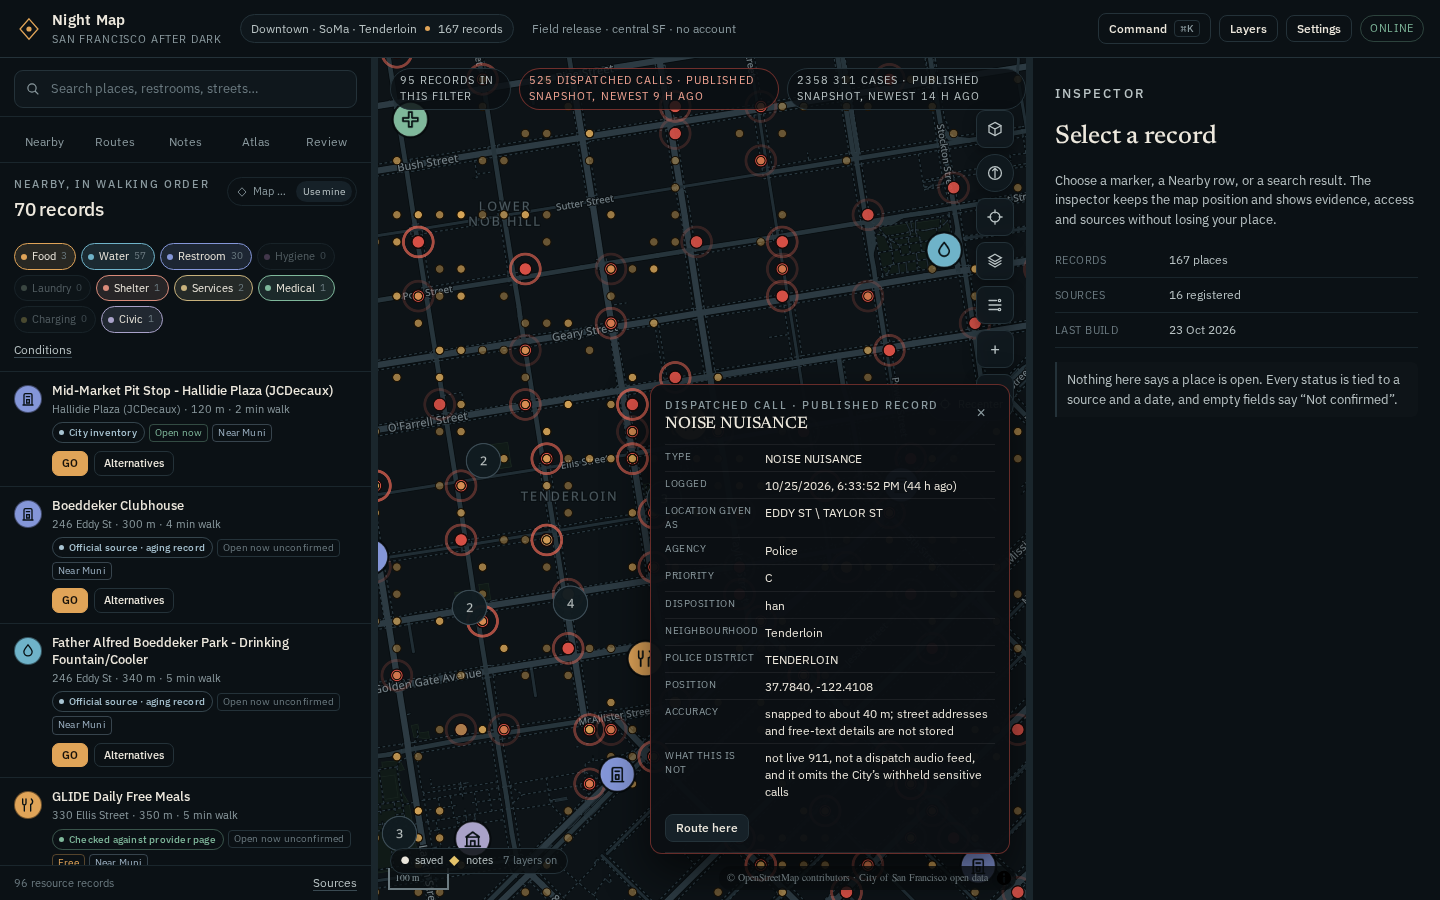 Night Map
SAN FRANCISCO AFTER DARK
Downtown · SoMa · Tenderloin • 167 records
Field release · central SF · no account
Command ⌘K
Layers
Settings
ONLINE
Search places, restrooms, streets...
Nearby
Routes
Notes
Atlas
Review
NEARBY, IN WALKING ORDER
70 records
Map ...
Use mine
Food 3
Water 57
Restroom 30
Hygiene 0
Laundry 0
Shelter 1
Services 2
Medical 1
Charging 0
Civic 1
Conditions
Mid-Market Pit Stop - Hallidie Plaza (JCDecaux)
Hallidie Plaza (JCDecaux) · 120 m · 2 min walk
City inventory
Open now
Near Muni
GO
Alternatives
Boeddeker Clubhouse
246 Eddy St · 300 m · 4 min walk
Official source · aging record
Open now unconfirmed
Near Muni
GO
Alternatives
Father Alfred Boeddeker Park - Drinking
Fountain/Cooler
246 Eddy St · 340 m · 5 min walk
Official source · aging record
Open now unconfirmed
Near Muni
GO
Alternatives
GLIDE Daily Free Meals
330 Ellis Street · 350 m · 5 min walk
Checked against provider page
Open now unconfirmed
Free
Near Muni
96 resource records
Sources
95 RECORDS IN
THIS FILTER
525 DISPATCHED CALLS · PUBLISHED
SNAPSHOT, NEWEST 9 H AGO
2358 311 CASES · PUBLISHED
SNAPSHOT, NEWEST 14 H AGO
Bush Street
Stockton Str
Sutter Street
LOWER
NOB HILL
Post Street
Geary Street
O'Farrell Street
Ellis Street
TENDERLOIN
Golden Gate Avenue
McAllister Street
2
2
4
3
+
DISPATCHED CALL · PUBLISHED RECORD
×
NOISE NUISANCE
TYPE NOISE NUISANCE
LOGGED 10/25/2026, 6:33:52 PM (44 h ago)
LOCATION GIVEN AS EDDY ST \ TAYLOR ST
AGENCY Police
PRIORITY C
DISPOSITION han
NEIGHBOURHOOD Tenderloin
POLICE DISTRICT TENDERLOIN
POSITION 37.7840, -122.4108
ACCURACY snapped to about 40 m; street addresses
and free-text details are not stored
WHAT THIS IS NOT not live 911, not a dispatch audio feed,
and it omits the City's withheld sensitive
calls
Route here
saved
notes
7 layers on
100 m
© OpenStreetMap contributors · City of San Francisco open data
INSPECTOR
Select a record
Choose a marker, a Nearby row, or a search result. The
inspector keeps the map position and shows evidence, access
and sources without losing your place.
RECORDS 167 places
SOURCES 16 registered
LAST BUILD 23 Oct 2026
Nothing here says a place is open. Every status is tied to a
source and a date, and empty fields say “Not confirmed”.